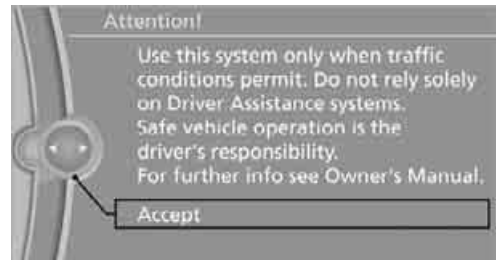 Attention!
Use this system only when traffic
conditions permit. Do not rely solely
on Driver Assistance systems.
Safe vehicle operation is the
driver's responsibility.
For further info see Owner's Manual.
Accept